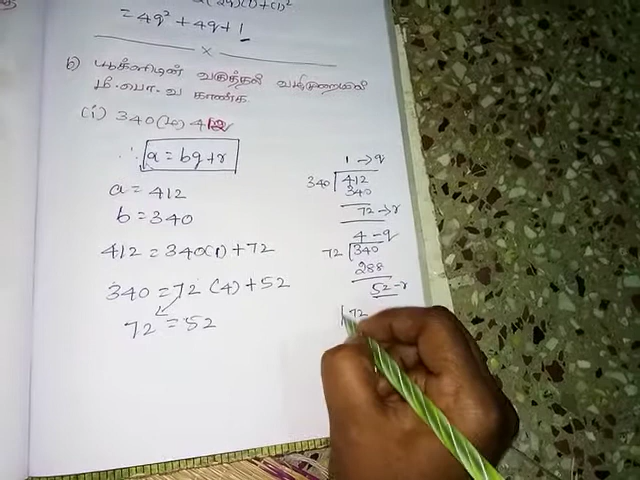 = 4q² + 4q + 1
×
b) யூக்ளிடின் வகுத்தல் வழிமுறையில்
மீ.பொ.வ காண்க.
(i) 340 (ம) 412
∴ a = bq + r
a = 412
b = 340
412 = 340(1) + 72
340 = 72 (4) + 52
72 = 52
1 → q
340 412
340
72 → r
4 - q
72 340
288
52 - r
72